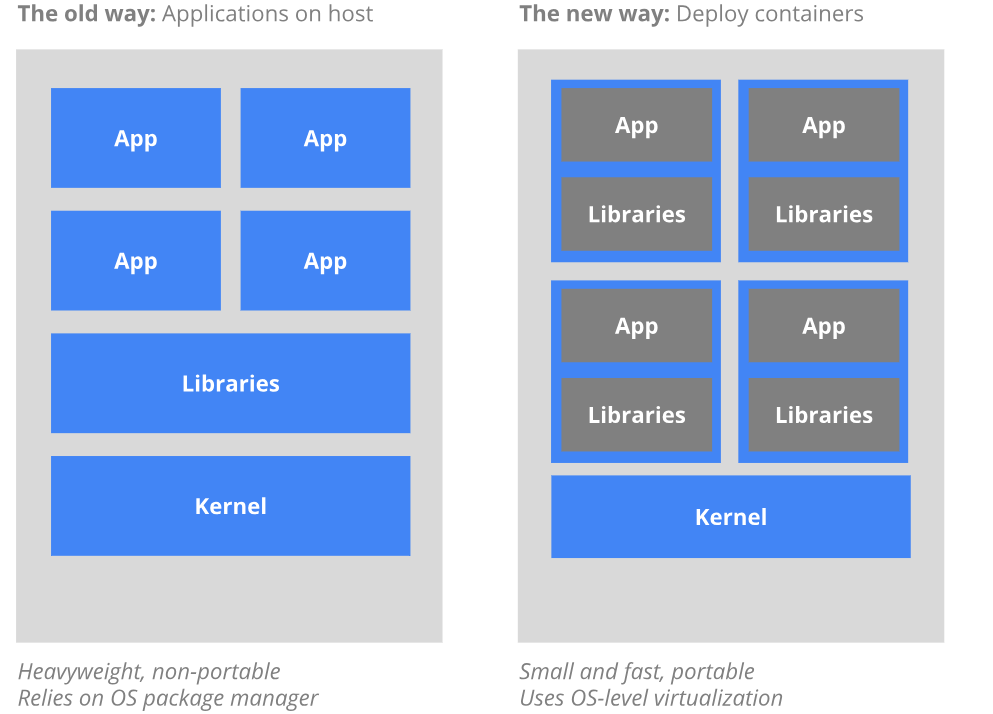 The old way: Applications on host
App
App
App
App
Libraries
Kernel
Heavyweight, non-portable
Relies on OS package manager
The new way: Deploy containers
App
Libraries
App
Libraries
App
Libraries
App
Libraries
Kernel
Small and fast, portable
Uses OS-level virtualization